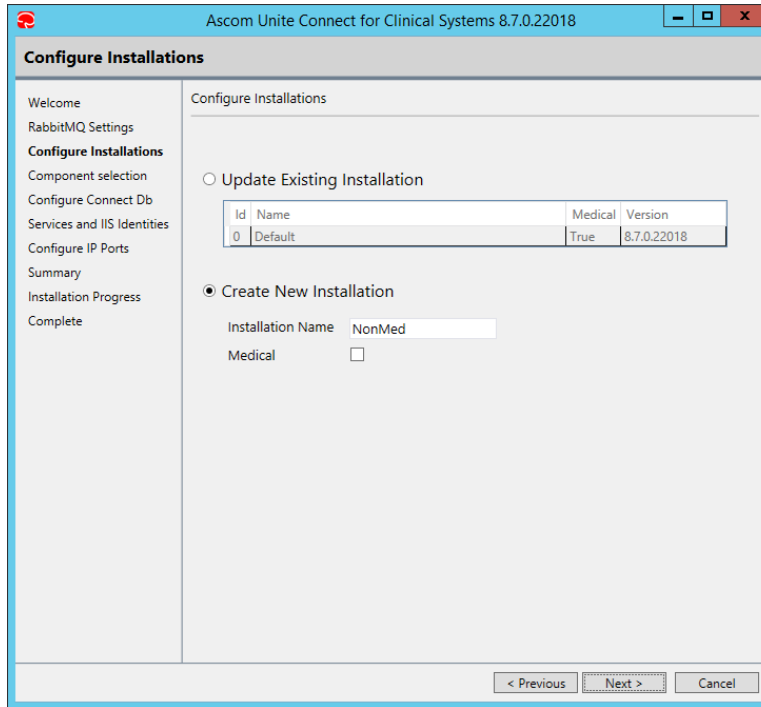 Ascom Unite Connect for Clinical Systems 8.7.0.22018
Configure Installations
Welcome
RabbitMQ Settings
Configure Installations
Component selection
Configure Connect Db
Services and IIS Identities
Configure IP Ports
Summary
Installation Progress
Complete
Configure Installations
Update Existing Installation
Id Name Medical Version
0 Default True 8.7.0.22018
Create New Installation
Installation Name NonMed
Medical
< Previous Next > Cancel